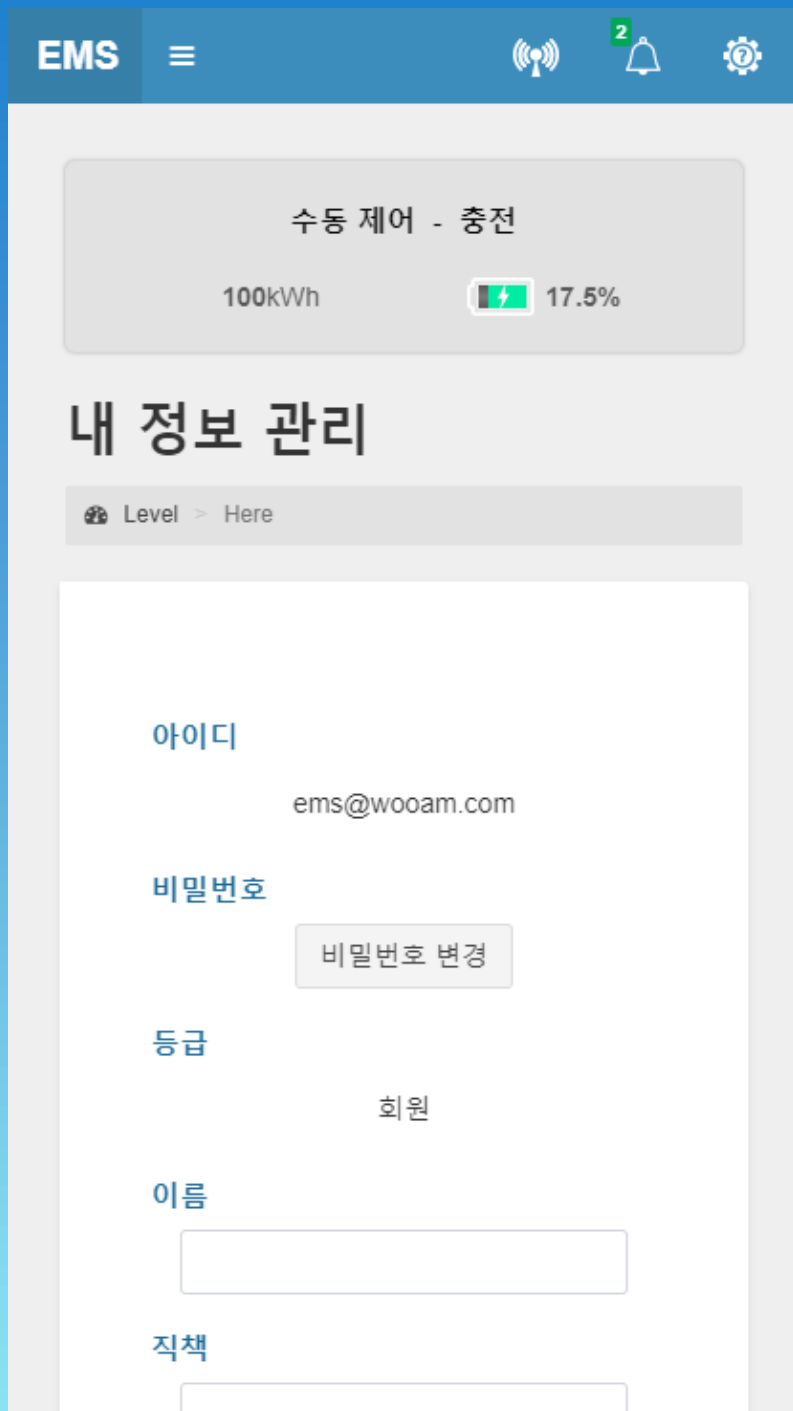 EMS
2
수동 제어 - 충전
100kWh 17.5%
내 정보 관리
Level > Here
아이디
ems@wooam.com
비밀번호
비밀번호 변경
등급
회원
이름
직책